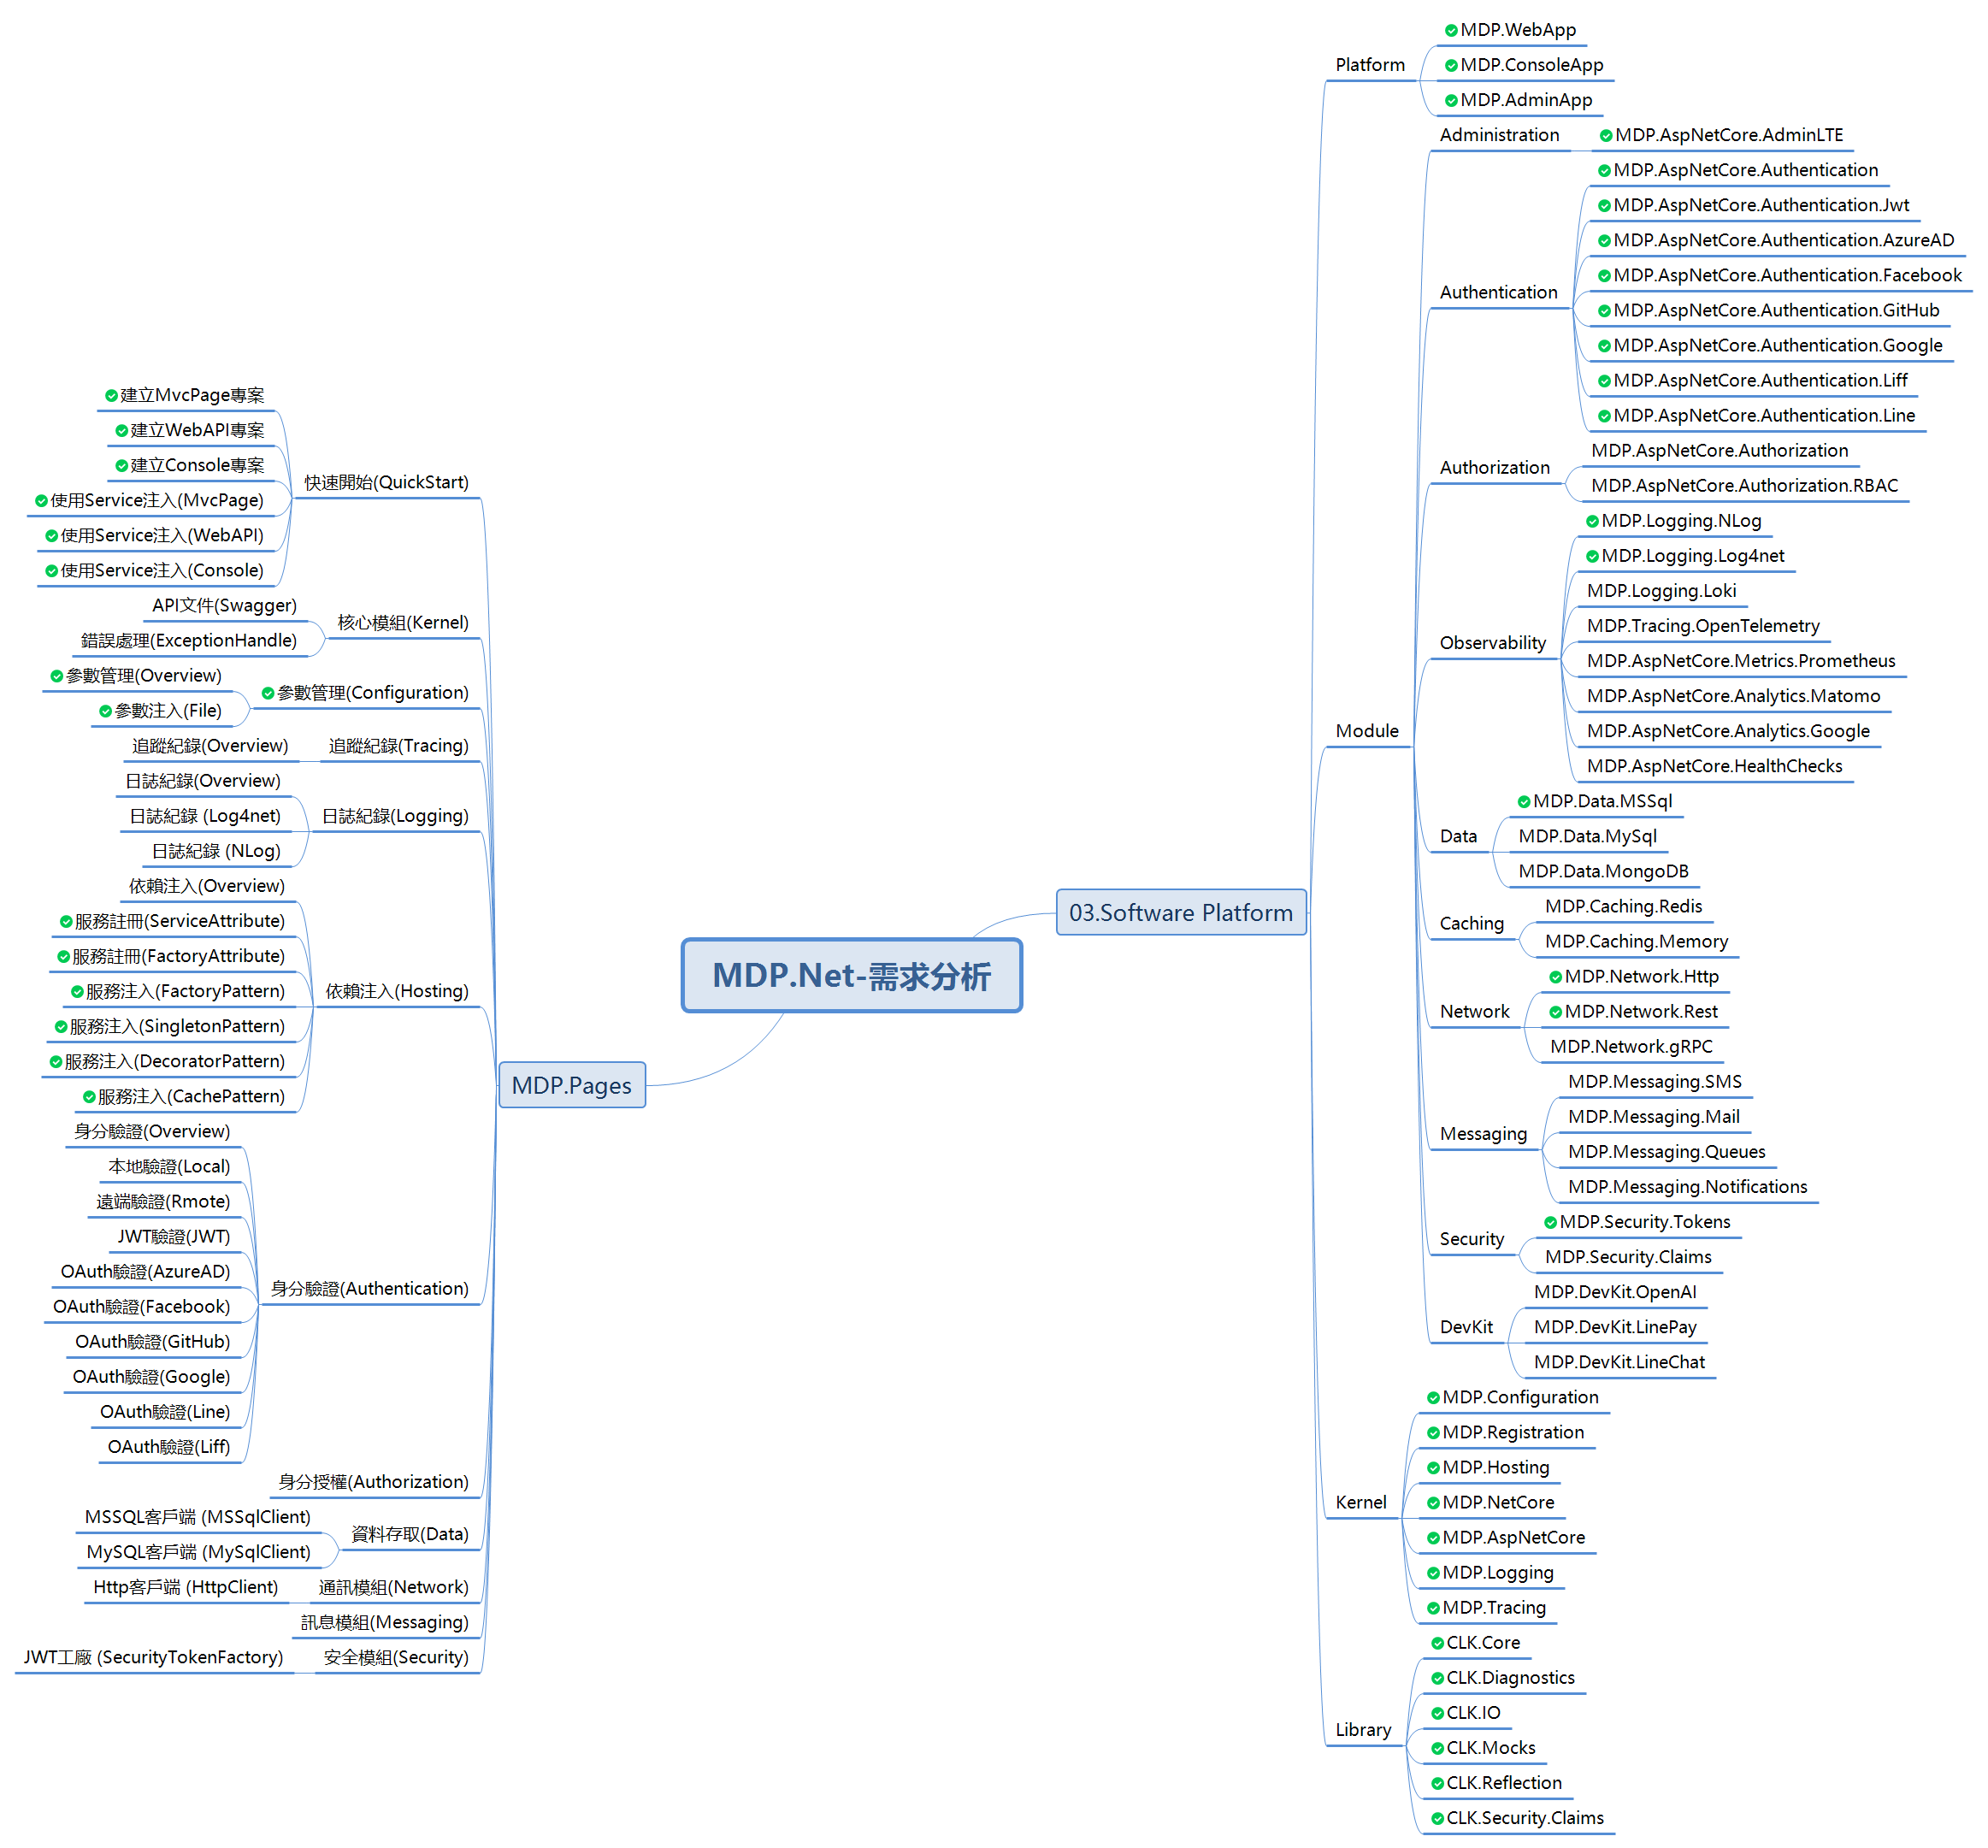 MDP.Net-需求分析
03.Software Platform
Platform
MDP.WebApp
MDP.ConsoleApp
MDP.AdminApp
Module
Administration
MDP.AspNetCore.AdminLTE
Authentication
MDP.AspNetCore.Authentication
MDP.AspNetCore.Authentication.Jwt
MDP.AspNetCore.Authentication.AzureAD
MDP.AspNetCore.Authentication.Facebook
MDP.AspNetCore.Authentication.GitHub
MDP.AspNetCore.Authentication.Google
MDP.AspNetCore.Authentication.Liff
MDP.AspNetCore.Authentication.Line
Authorization
MDP.AspNetCore.Authorization
MDP.AspNetCore.Authorization.RBAC
Observability
MDP.Logging.NLog
MDP.Logging.Log4net
MDP.Logging.Loki
MDP.Tracing.OpenTelemetry
MDP.AspNetCore.Metrics.Prometheus
MDP.AspNetCore.Analytics.Matomo
MDP.AspNetCore.Analytics.Google
MDP.AspNetCore.HealthChecks
Data
MDP.Data.MSSql
MDP.Data.MySql
MDP.Data.MongoDB
Caching
MDP.Caching.Redis
MDP.Caching.Memory
Network
MDP.Network.Http
MDP.Network.Rest
MDP.Network.gRPC
Messaging
MDP.Messaging.SMS
MDP.Messaging.Mail
MDP.Messaging.Queues
MDP.Messaging.Notifications
Security
MDP.Security.Tokens
MDP.Security.Claims
DevKit
MDP.DevKit.OpenAI
MDP.DevKit.LinePay
MDP.DevKit.LineChat
Kernel
MDP.Configuration
MDP.Registration
MDP.Hosting
MDP.NetCore
MDP.AspNetCore
MDP.Logging
MDP.Tracing
Library
CLK.Core
CLK.Diagnostics
CLK.IO
CLK.Mocks
CLK.Reflection
CLK.Security.Claims
MDP.Pages
快速開始(QuickStart)
建立MvcPage專案
建立WebAPI專案
建立Console專案
使用Service注入(MvcPage)
使用Service注入(WebAPI)
使用Service注入(Console)
核心模組(Kernel)
API文件(Swagger)
錯誤處理(ExceptionHandle)
參數管理(Configuration)
參數管理(Overview)
參數注入(File)
追蹤紀錄(Tracing)
追蹤紀錄(Overview)
日誌紀錄(Logging)
日誌紀錄(Overview)
日誌紀錄 (Log4net)
日誌紀錄 (NLog)
依賴注入(Hosting)
依賴注入(Overview)
服務註冊(ServiceAttribute)
服務註冊(FactoryAttribute)
服務注入(FactoryPattern)
服務注入(SingletonPattern)
服務注入(DecoratorPattern)
服務注入(CachePattern)
身分驗證(Authentication)
身分驗證(Overview)
本地驗證(Local)
遠端驗證(Rmote)
JWT驗證(JWT)
OAuth驗證(AzureAD)
OAuth驗證(Facebook)
OAuth驗證(GitHub)
OAuth驗證(Google)
OAuth驗證(Line)
OAuth驗證(Liff)
身分授權(Authorization)
資料存取(Data)
MSSQL客戶端 (MSSqlClient)
MySQL客戶端 (MySqlClient)
通訊模組(Network)
Http客戶端 (HttpClient)
訊息模組(Messaging)
安全模組(Security)
JWT工廠 (SecurityTokenFactory)